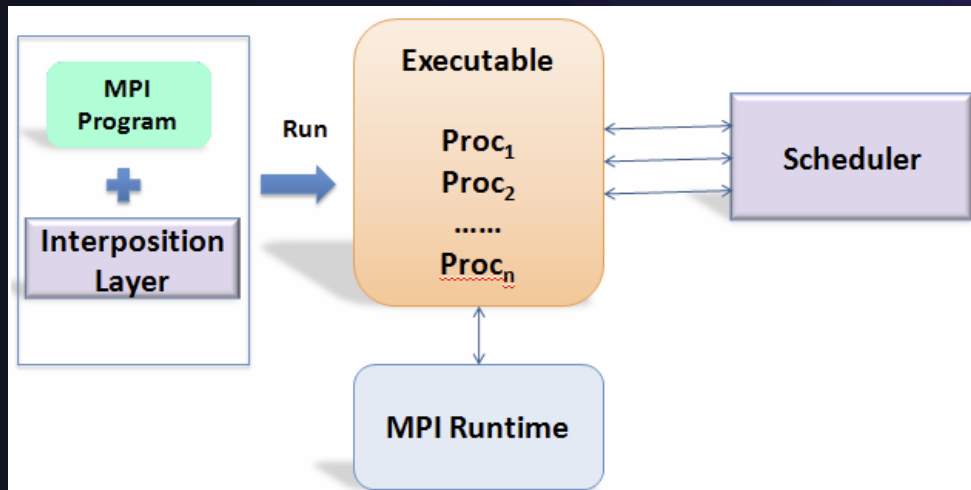 MPI
Program
Interposition
Layer
Run
Executable
Proc₁
Proc₂
......
Procₙ
Scheduler
MPI Runtime